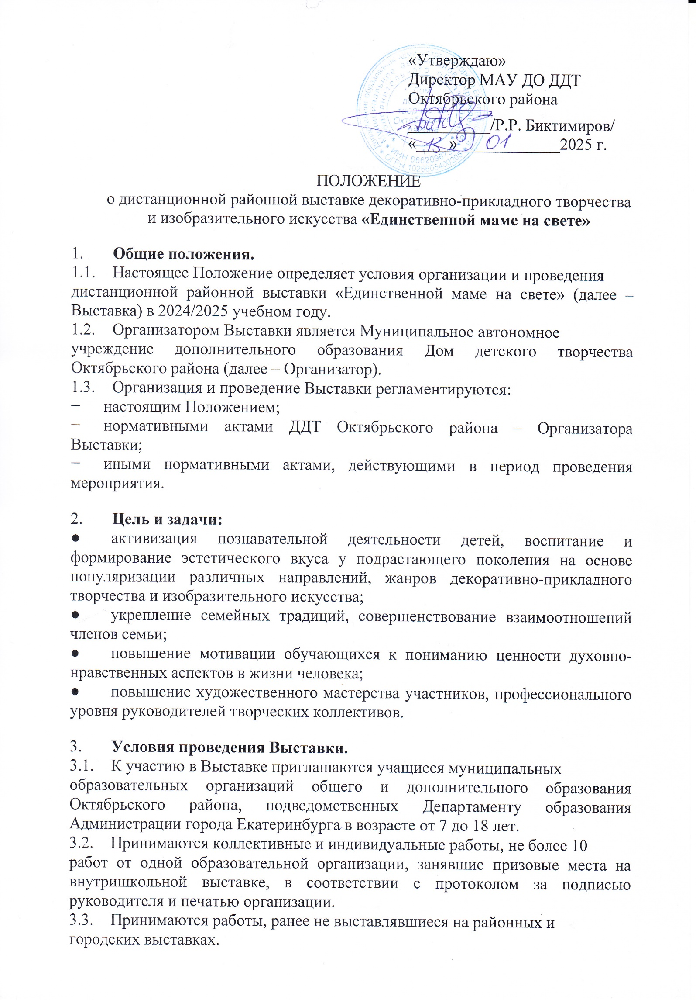 «Утверждаю»
Директор МАУ ДО ДДТ
Октябрьского района
__________/Р.Р. Биктимиров/
«13» 01 2025 г.
ОГРН 1026605400205
ПОЛОЖЕНИЕ
о дистанционной районной выставке декоративно-прикладного творчества
и изобразительного искусства «Единственной маме на свете»
1. Общие положения.
1.1. Настоящее Положение определяет условия организации и проведения
дистанционной районной выставки «Единственной маме на свете» (далее –
Выставка) в 2024/2025 учебном году.
1.2. Организатором Выставки является Муниципальное автономное
учреждение дополнительного образования Дом детского творчества
Октябрьского района (далее – Организатор).
1.3. Организация и проведение Выставки регламентируются:
− настоящим Положением;
− нормативными актами ДДТ Октябрьского района – Организатора
Выставки;
− иными нормативными актами, действующими в период проведения
мероприятия.
2. Цель и задачи:
● активизация познавательной деятельности детей, воспитание и
формирование эстетического вкуса у подрастающего поколения на основе
популяризации различных направлений, жанров декоративно-прикладного
творчества и изобразительного искусства;
● укрепление семейных традиций, совершенствование взаимоотношений
членов семьи;
● повышение мотивации обучающихся к пониманию ценности духовно-
нравственных аспектов в жизни человека;
● повышение художественного мастерства участников, профессионального
уровня руководителей творческих коллективов.
3. Условия проведения Выставки.
3.1. К участию в Выставке приглашаются учащиеся муниципальных
образовательных организаций общего и дополнительного образования
Октябрьского района, подведомственных Департаменту образования
Администрации города Екатеринбурга в возрасте от 7 до 18 лет.
3.2. Принимаются коллективные и индивидуальные работы, не более 10
работ от одной образовательной организации, занявшие призовые места на
внутришкольной выставке, в соответствии с протоколом за подписью
руководителя и печатью организации.
3.3. Принимаются работы, ранее не выставлявшиеся на районных и
городских выставках.